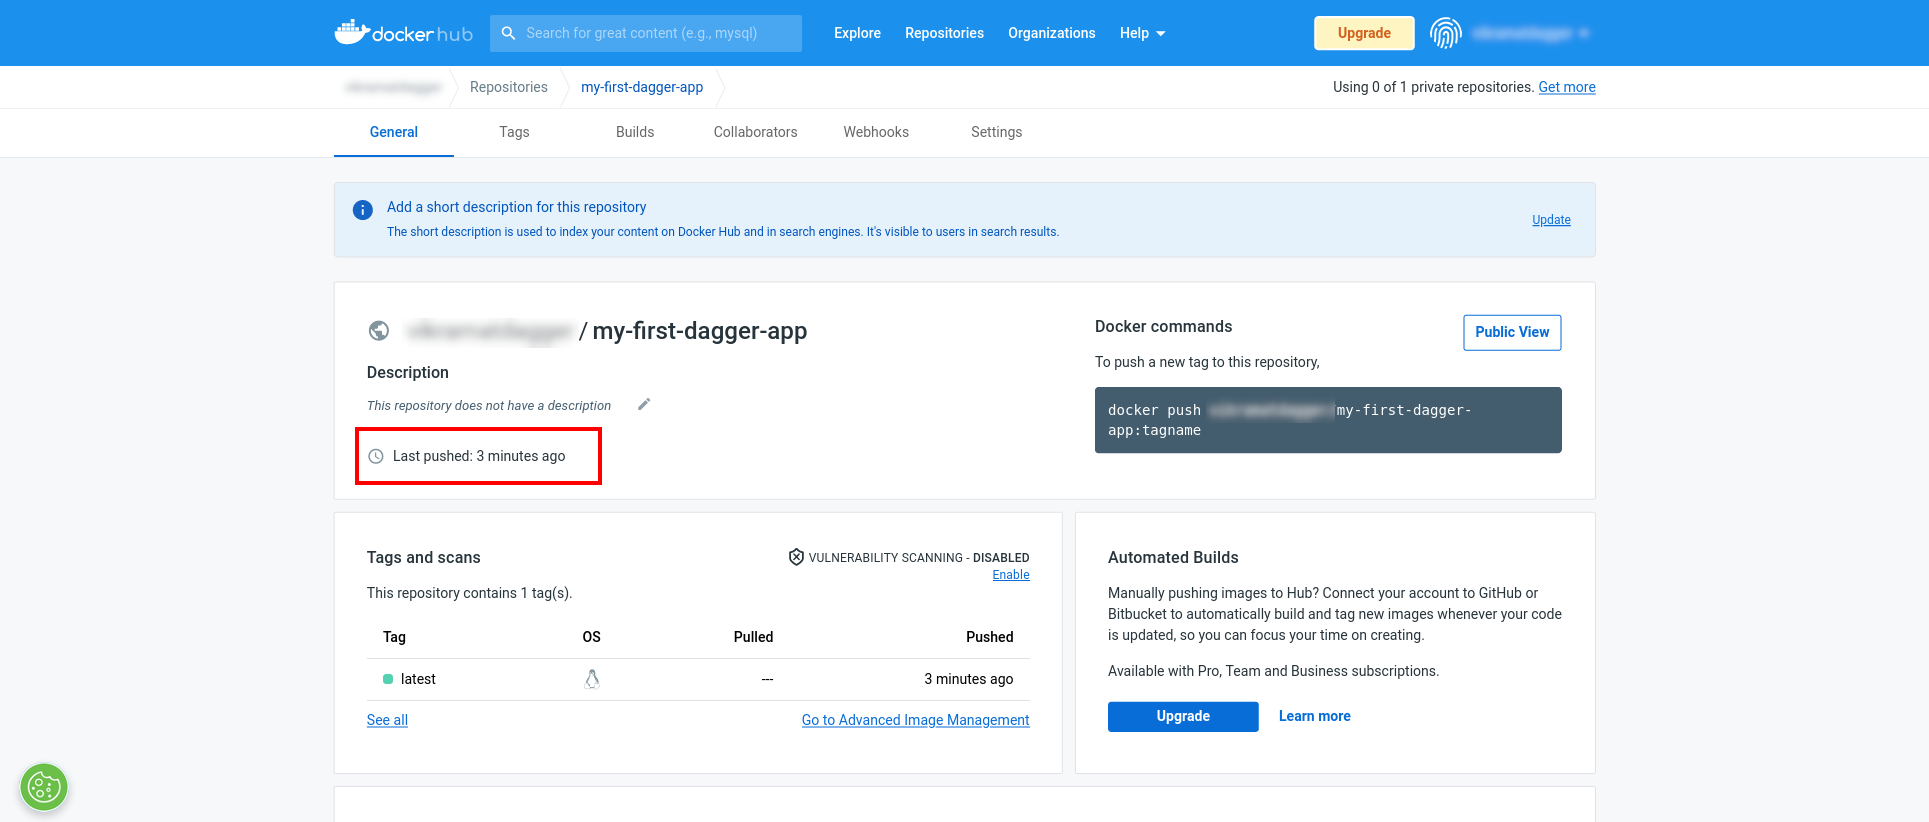 docker hub
Search for great content (e.g., mysql)
Explore
Repositories
Organizations
Help
Upgrade
Repositories
my-first-dagger-app
Using 0 of 1 private repositories. Get more
General
Tags
Builds
Collaborators
Webhooks
Settings
Add a short description for this repository
The short description is used to index your content on Docker Hub and in search engines. It's visible to users in search results.
Update
/ my-first-dagger-app
Description
This repository does not have a description
Last pushed: 3 minutes ago
Docker commands
Public View
To push a new tag to this repository,
docker push my-first-dagger-
app:tagname
Tags and scans
VULNERABILITY SCANNING - DISABLED
Enable
This repository contains 1 tag(s).
Tag OS Pulled Pushed
latest --- 3 minutes ago
See all
Go to Advanced Image Management
Automated Builds
Manually pushing images to Hub? Connect your account to GitHub or
Bitbucket to automatically build and tag new images whenever your code
is updated, so you can focus your time on creating.
Available with Pro, Team and Business subscriptions.
Upgrade
Learn more